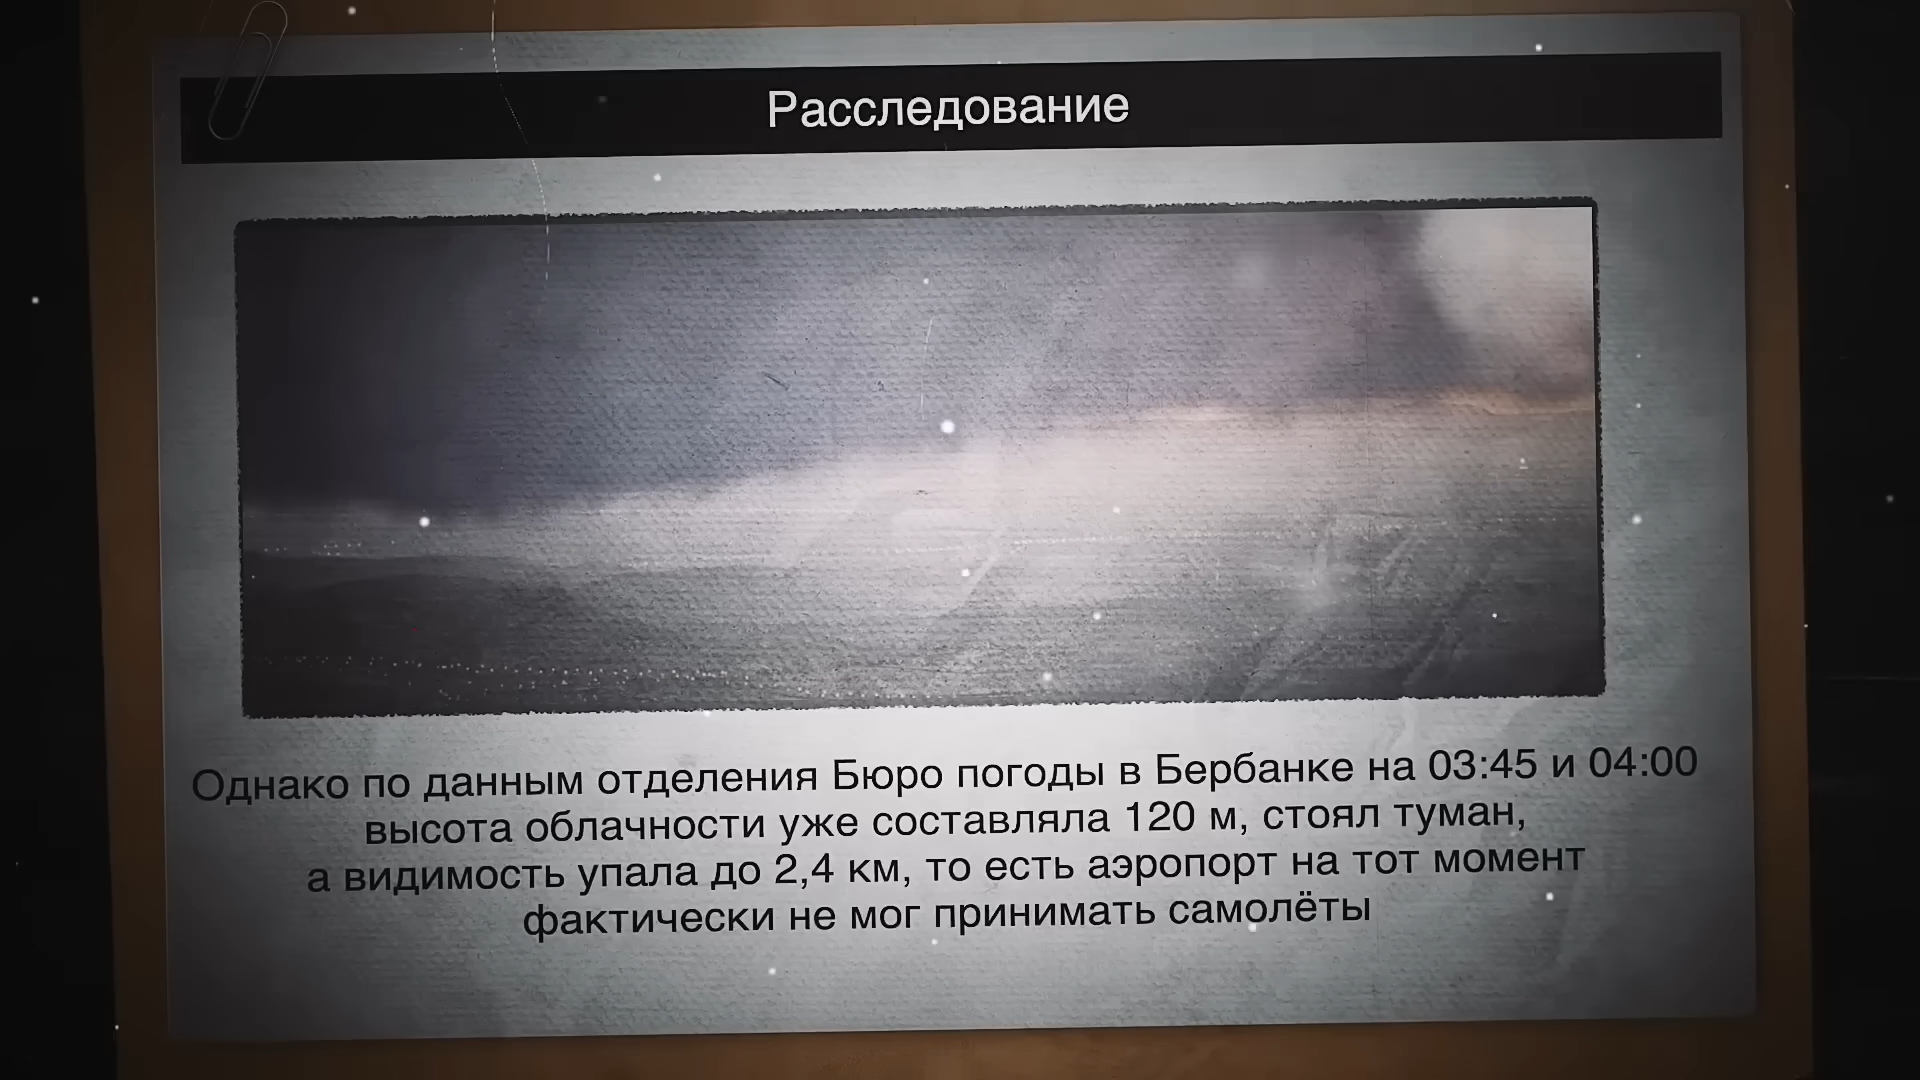 Расследование
Однако по данным отделения Бюро погоды в Бербанке на 03:45 и 04:00
высота облачности уже составляла 120 м, стоял туман,
а видимость упала до 2,4 км, то есть аэропорт на тот момент
фактически не мог принимать самолёты